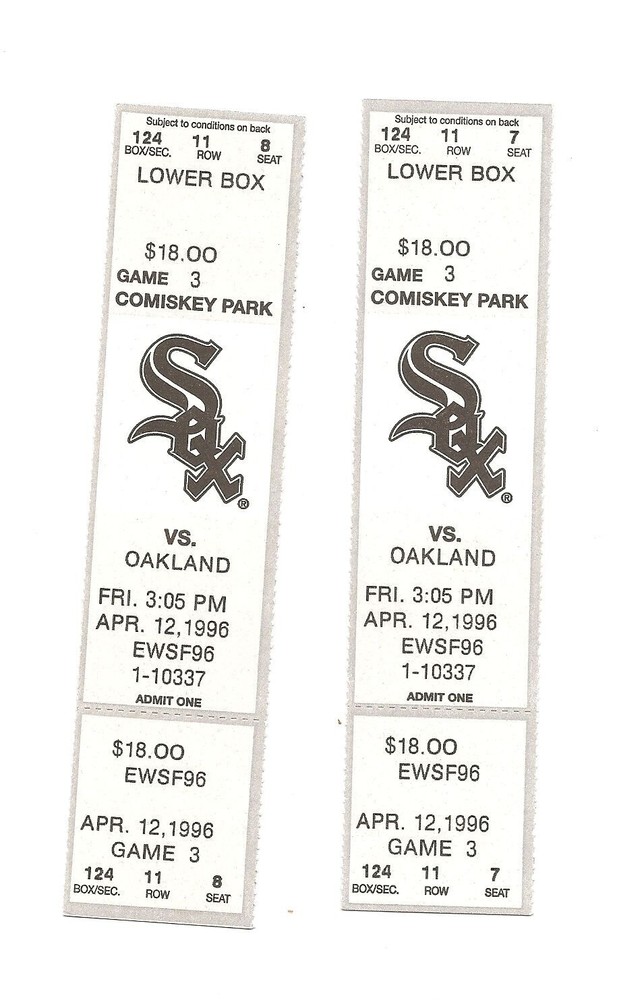 Subject to conditions on back
124 11 8
BOX/SEC. ROW SEAT
LOWER BOX
$18.00
GAME 3
COMISKEY PARK
Sox
®
VS.
OAKLAND
FRI. 3:05 PM
APR. 12,1996
EWSF96
1-10337
ADMIT ONE
$18.00
EWSF96
APR. 12,1996
GAME 3
124 11 8
BOX/SEC. ROW SEAT
Subject to conditions on back
124 11 7
BOX/SEC. ROW SEAT
LOWER BOX
$18.00
GAME 3
COMISKEY PARK
Sox
®
VS.
OAKLAND
FRI. 3:05 PM
APR. 12,1996
EWSF96
1-10337
ADMIT ONE
$18.00
EWSF96
APR. 12,1996
GAME 3
124 11 7
BOX/SEC. ROW SEAT